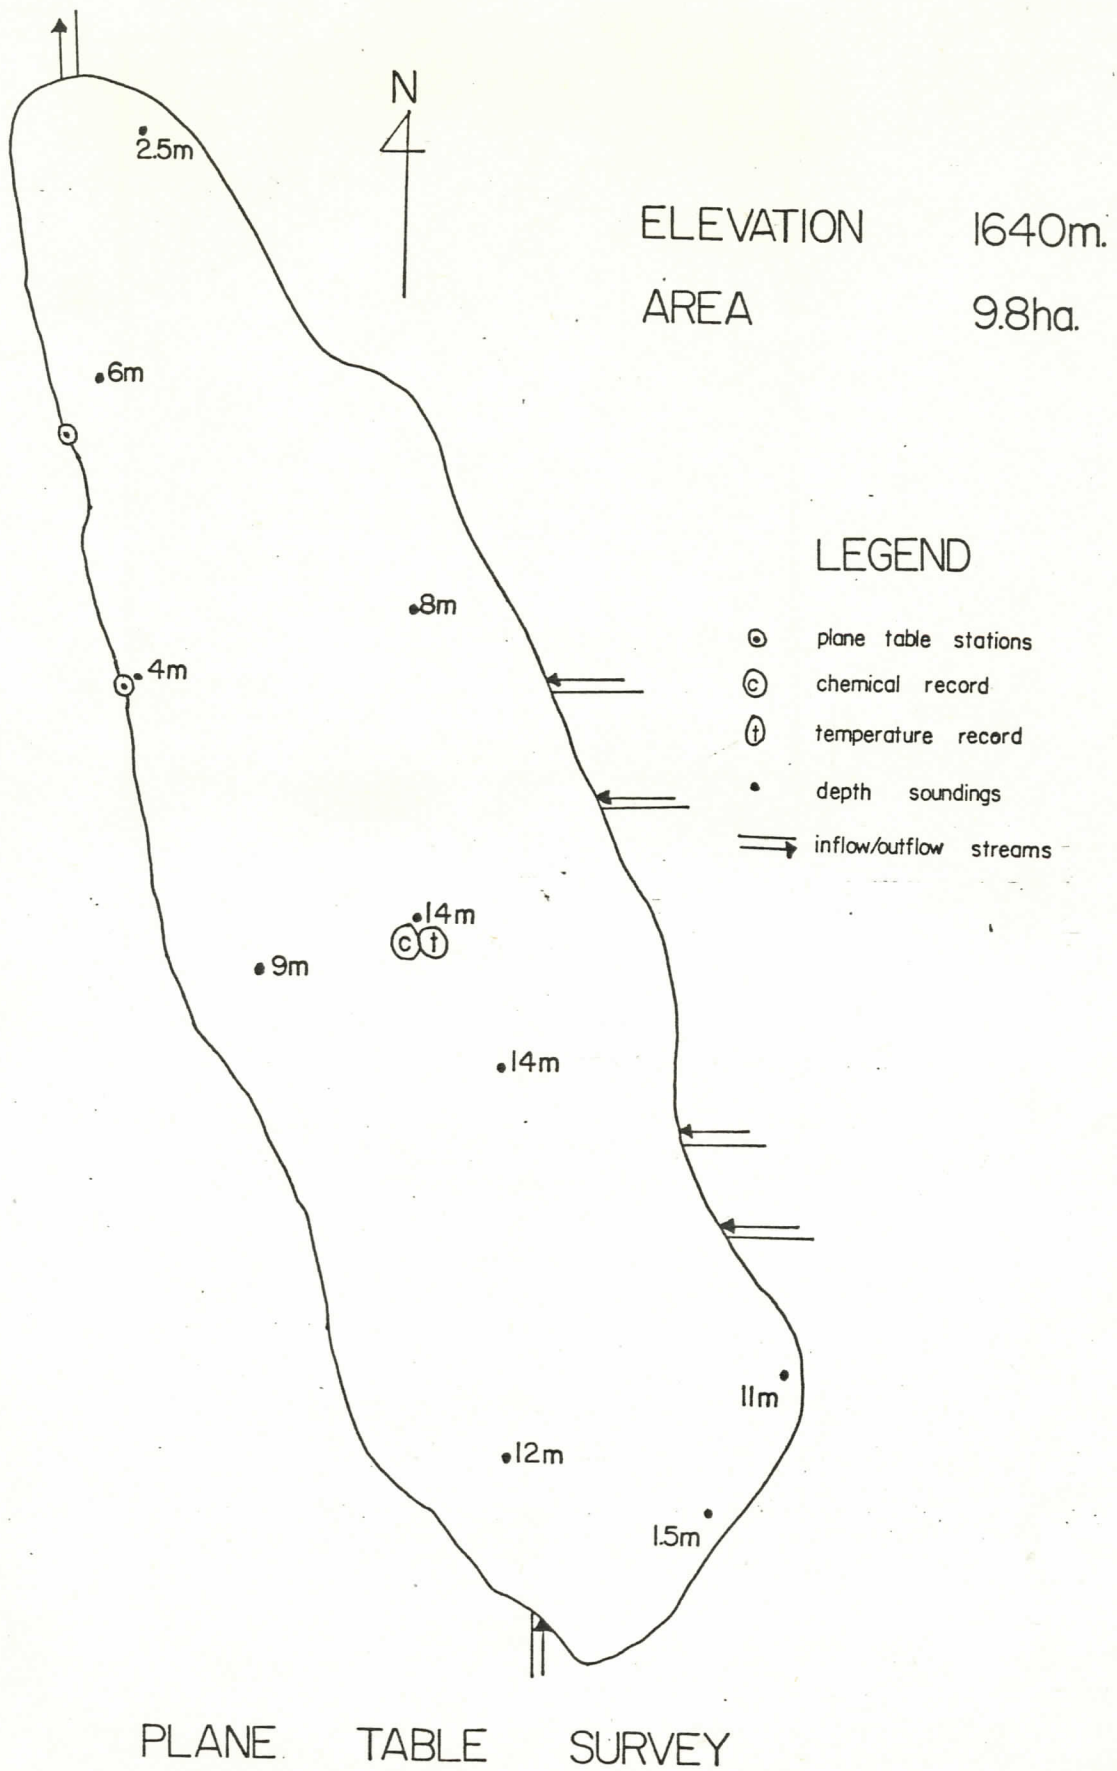 N
2.5m
ELEVATION 1640m.
AREA 9.8ha.
6m
LEGEND
8m
plane table stations
4m
c chemical record
t temperature record
depth soundings
inflow/outflow streams
14m
c t
9m
14m
11m
12m
1.5m
PLANE TABLE SURVEY